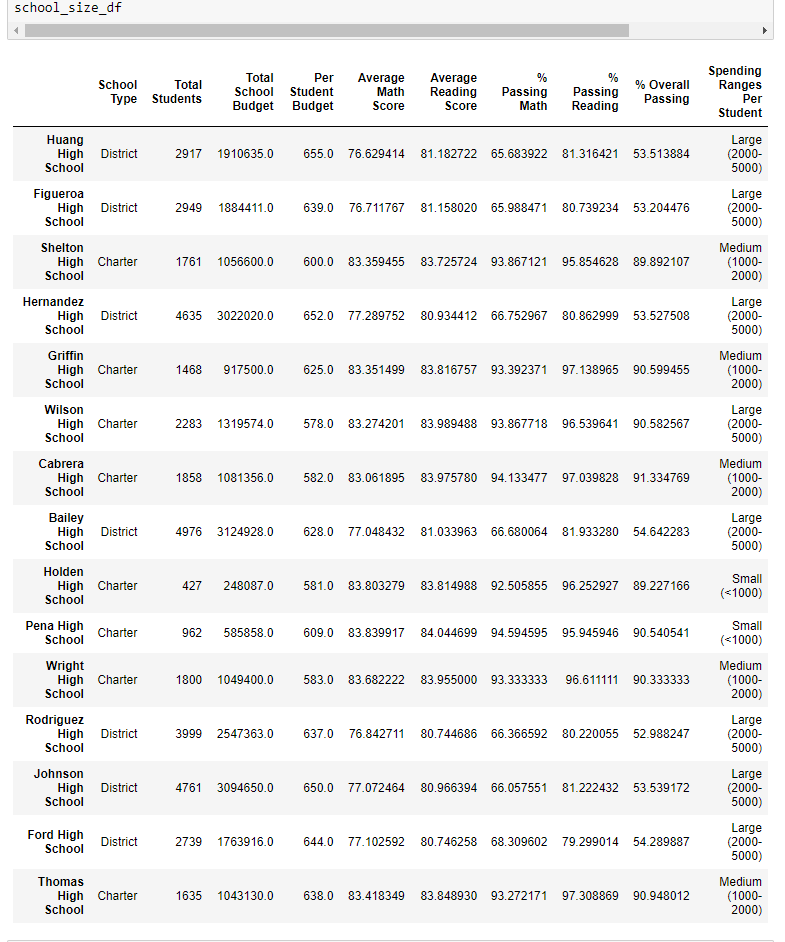 school_size_df
School Type Total Students Total School Budget Per Student Budget Average Math Score Average Reading Score % Passing Math % Passing Reading % Overall Passing Spending Ranges Per Student
Huang High School District 2917 1910635.0 655.0 76.629414 81.182722 65.683922 81.316421 53.513884 Large (2000-5000)
Figueroa High School District 2949 1884411.0 639.0 76.711767 81.158020 65.988471 80.739234 53.204476 Large (2000-5000)
Shelton High School Charter 1761 1056600.0 600.0 83.359455 83.725724 93.867121 95.854628 89.892107 Medium (1000-2000)
Hernandez High School District 4635 3022020.0 652.0 77.289752 80.934412 66.752967 80.862999 53.527508 Large (2000-5000)
Griffin High School Charter 1468 917500.0 625.0 83.351499 83.816757 93.392371 97.138965 90.599455 Medium (1000-2000)
Wilson High School Charter 2283 1319574.0 578.0 83.274201 83.989488 93.867718 96.539641 90.582567 Large (2000-5000)
Cabrera High School Charter 1858 1081356.0 582.0 83.061895 83.975780 94.133477 97.039828 91.334769 Medium (1000-2000)
Bailey High School District 4976 3124928.0 628.0 77.048432 81.033963 66.680064 81.933280 54.642283 Large (2000-5000)
Holden High School Charter 427 248087.0 581.0 83.803279 83.814988 92.505855 96.252927 89.227166 Small (<1000)
Pena High School Charter 962 585858.0 609.0 83.839917 84.044699 94.594595 95.945946 90.540541 Small (<1000)
Wright High School Charter 1800 1049400.0 583.0 83.682222 83.955000 93.333333 96.611111 90.333333 Medium (1000-2000)
Rodriguez High School District 3999 2547363.0 637.0 76.842711 80.744686 66.366592 80.220055 52.988247 Large (2000-5000)
Johnson High School District 4761 3094650.0 650.0 77.072464 80.966394 66.057551 81.222432 53.539172 Large (2000-5000)
Ford High School District 2739 1763916.0 644.0 77.102592 80.746258 68.309602 79.299014 54.289887 Large (2000-5000)
Thomas High School Charter 1635 1043130.0 638.0 83.418349 83.848930 93.272171 97.308869 90.948012 Medium (1000-2000)